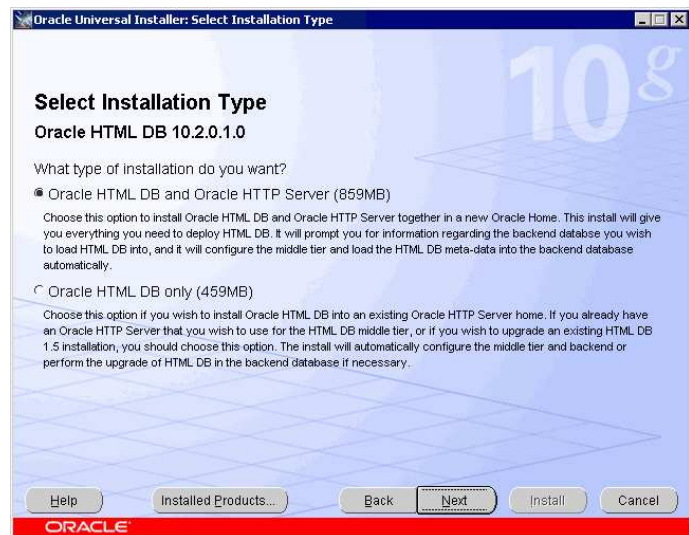 Oracle Universal Installer: Select Installation Type
10g
Select Installation Type
Oracle HTML DB 10.2.0.1.0
What type of installation do you want?
Oracle HTML DB and Oracle HTTP Server (859MB)
Choose this option to install Oracle HTML DB and Oracle HTTP Server together in a new Oracle Home. This install will give
you everything you need to deploy HTML DB. It will prompt you for information regarding the backend databse you wish
to load HTML DB into, and it will configure the middle tier and load the HTML DB meta-data into the backend database
automatically.
Oracle HTML DB only (459MB)
Choose this option if you wish to install Oracle HTML DB into an existing Oracle HTTP Server home. If you already have
an Oracle HTTP Server that you wish to use for the HTML DB middle tier, or if you wish to upgrade an existing HTML DB
1.5 installation, you should choose this option. The install will automatically configure the middle tier and backend or
perform the upgrade of HTML DB in the backend database if necessary.
Help Installed Products... Back Next Install Cancel
ORACLE